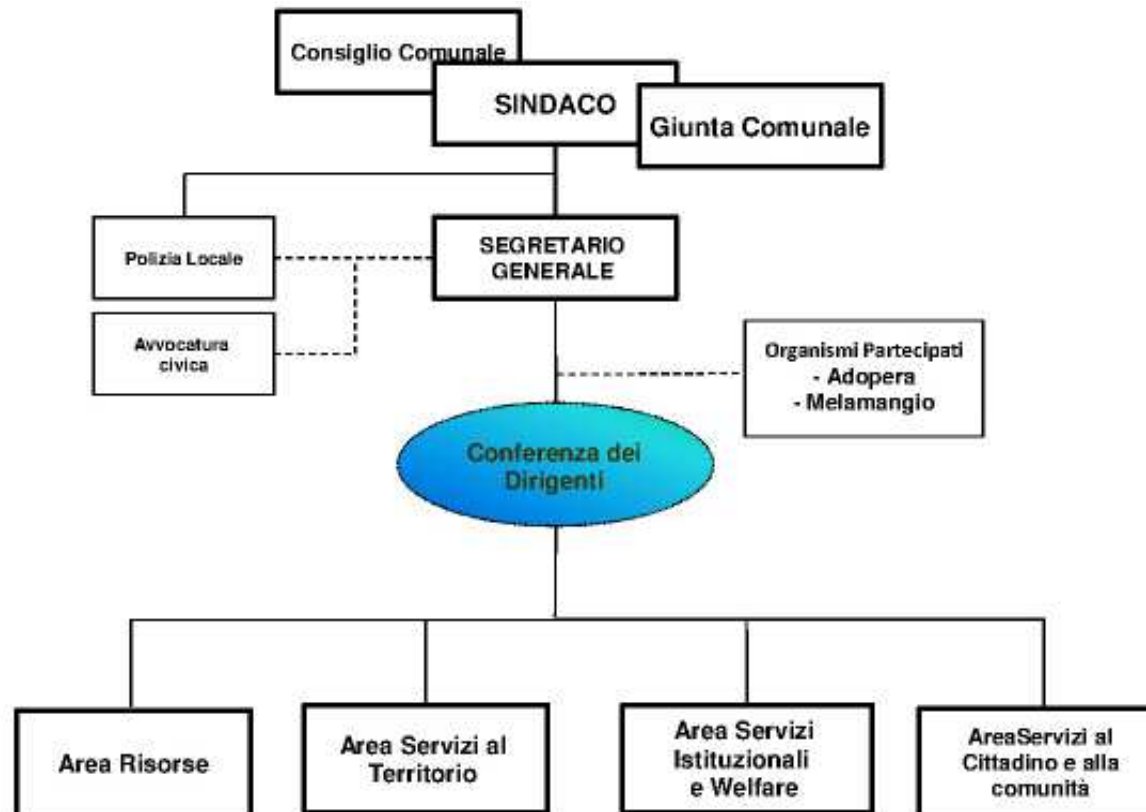 Consiglio Comunale
SINDACO
Giunta Comunale
Polizia Locale
SEGRETARIO
GENERALE
Avvocatura
civica
Organismi Partecipati
- Adopera
- Melamangio
Conferenza dei
Dirigenti
Area Risorse
Area Servizi al
Territorio
Area Servizi
Istituzionali
e Welfare
AreaServizi al
Cittadino e alla
comunità